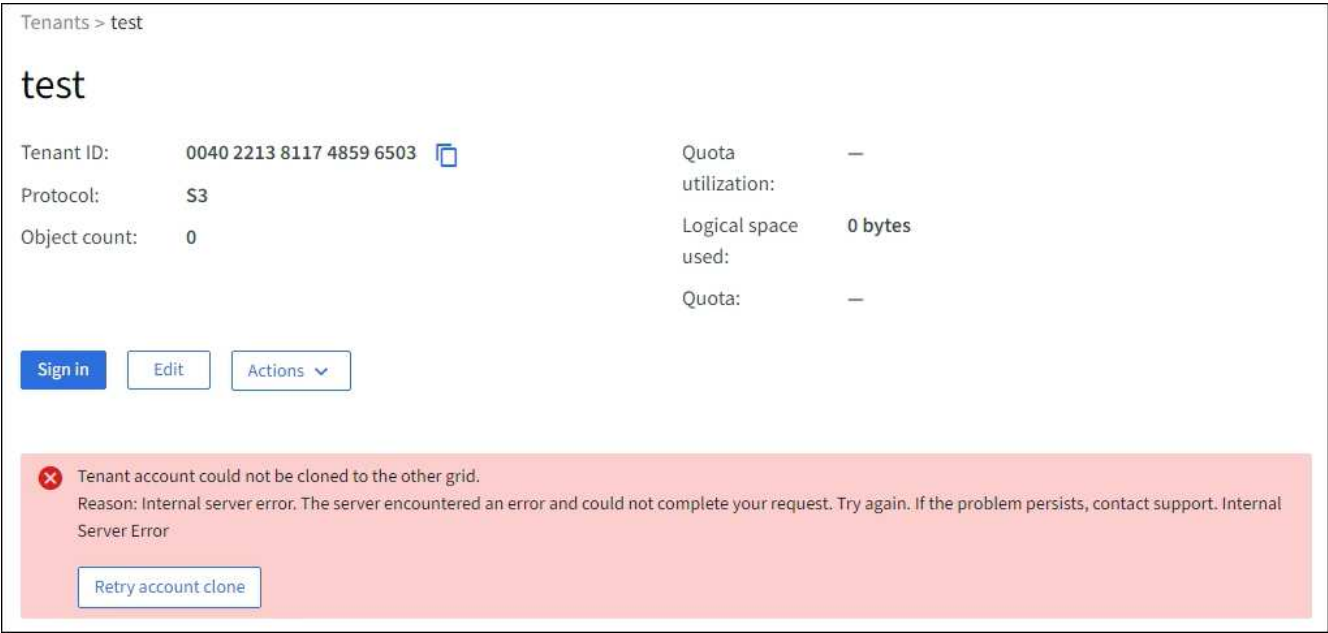 Tenants > test
test
Tenant ID: 0040 2213 8117 4859 6503
Protocol: S3
Object count: 0
Quota utilization: —
Logical space used: 0 bytes
Quota: —
Sign in Edit Actions
Tenant account could not be cloned to the other grid.
Reason: Internal server error. The server encountered an error and could not complete your request. Try again. If the problem persists, contact support. Internal
Server Error
Retry account clone